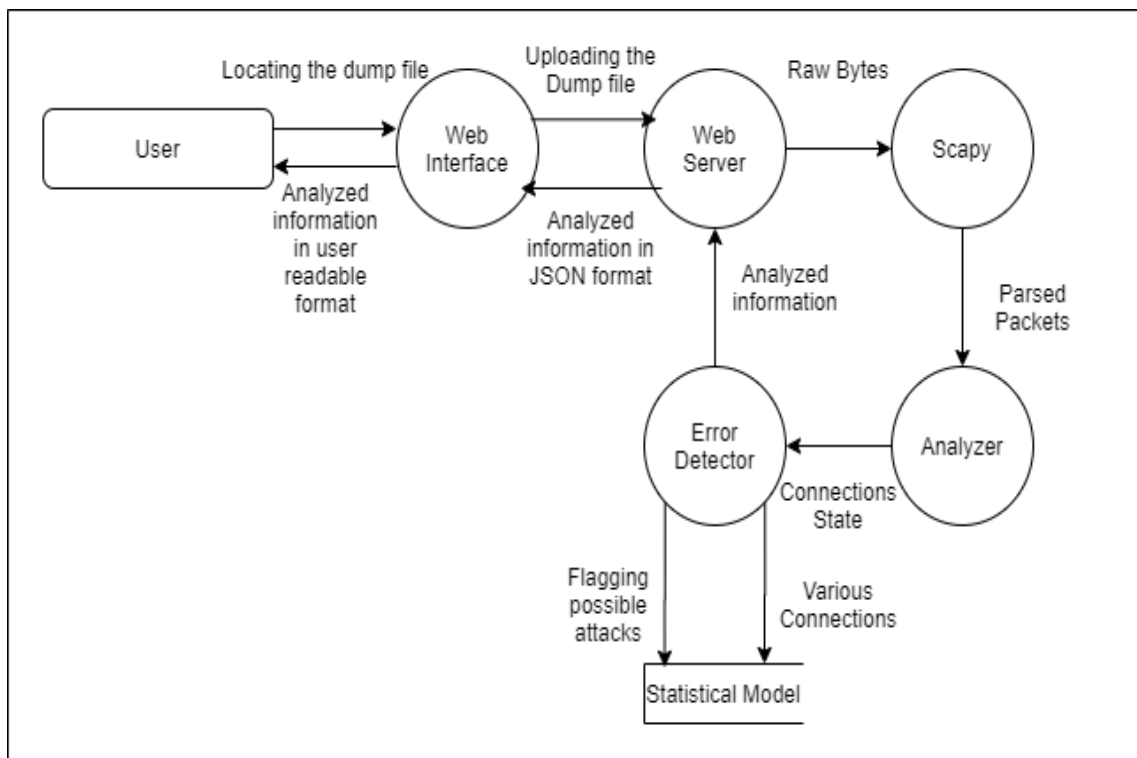 Locating the dump file
Uploading the
Dump file
Raw Bytes
User
Web
Interface
Web
Server
Scapy
Analyzed
information
in user
readable
format
Analyzed
information in
JSON format
Analyzed
information
Parsed
Packets
Error
Detector
Analyzer
Connections
State
Flagging
possible
attacks
Various
Connections
Statistical Model